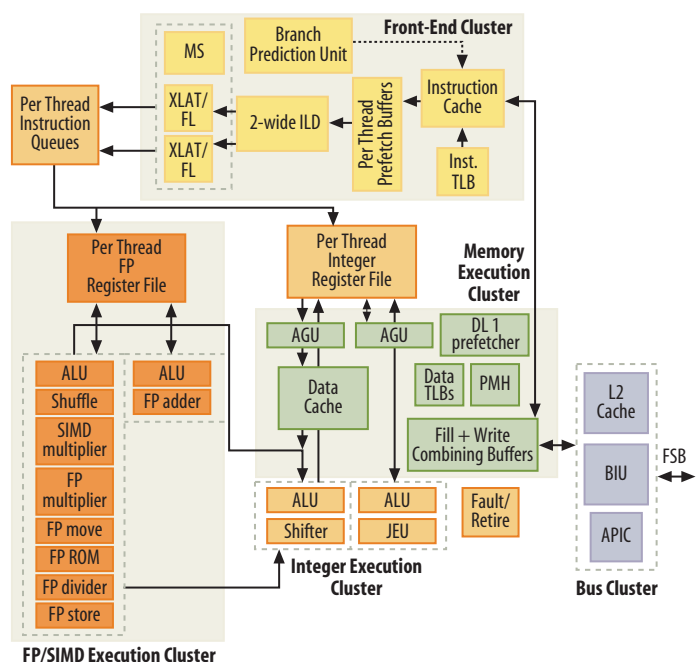 Front-End Cluster
MS
Branch
Prediction Unit
Per Thread
Instruction
Queues
XLAT/
FL
XLAT/
FL
2-wide ILD
Per Thread
Prefetch Buffers
Instruction
Cache
Inst.
TLB
Per Thread
FP
Register File
Per Thread
Integer
Register File
Memory
Execution
Cluster
AGU
AGU
DL 1
prefetcher
Data
Cache
Data
TLBs
PMH
Fill + Write
Combining Buffers
L2
Cache
BIU
APIC
FSB
Bus Cluster
ALU
Shuffle
SIMD
multiplier
FP
multiplier
FP move
FP ROM
FP divider
FP store
ALU
FP adder
ALU
Shifter
ALU
JEU
Fault/
Retire
Integer Execution
Cluster
FP/SIMD Execution Cluster